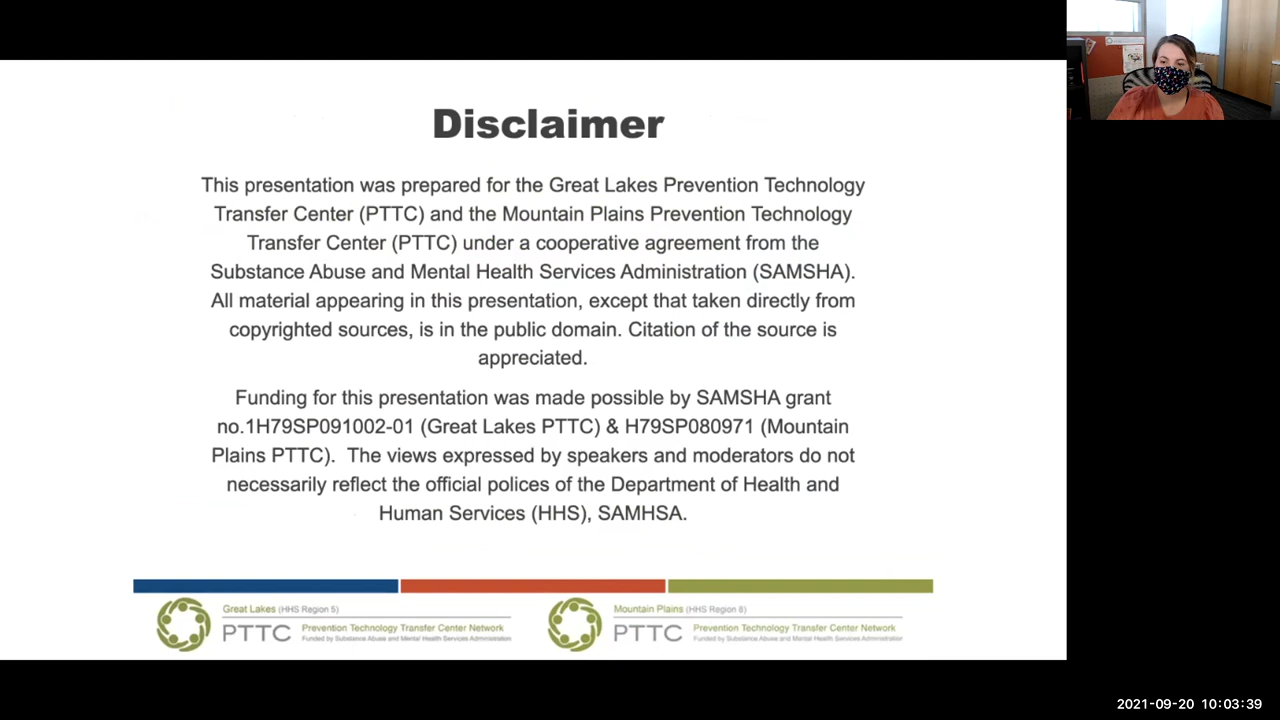 Disclaimer
This presentation was prepared for the Great Lakes Prevention Technology
Transfer Center (PTTC) and the Mountain Plains Prevention Technology
Transfer Center (PTTC) under a cooperative agreement from the
Substance Abuse and Mental Health Services Administration (SAMSHA).
All material appearing in this presentation, except that taken directly from
copyrighted sources, is in the public domain. Citation of the source is
appreciated.
Funding for this presentation was made possible by SAMSHA grant
no.1H79SP091002-01 (Great Lakes PTTC) & H79SP080971 (Mountain
Plains PTTC).  The views expressed by speakers and moderators do not
necessarily reflect the official polices of the Department of Health and
Human Services (HHS), SAMHSA.
Great Lakes (HHS Region 5)
PTTC Prevention Technology Transfer Center Network
Funded by Substance Abuse and Mental Health Services Administration
Mountain Plains (HHS Region 8)
PTTC Prevention Technology Transfer Center Network
Funded by Substance Abuse and Mental Health Services Administration
2021-09-20 10:03:39